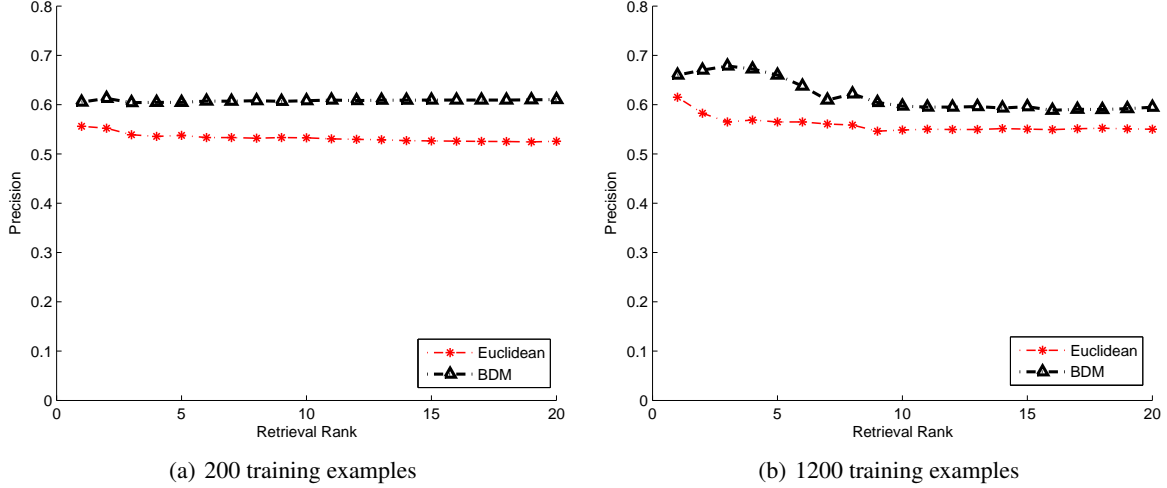 0.8
0.7
0.6
0.5
0.4
0.3
0.2
0.1
0
Precision
0 5 10 15 20
Retrieval Rank
Euclidean
BDM
(a) 200 training examples
0.8
0.7
0.6
0.5
0.4
0.3
0.2
0.1
0
Precision
0 5 10 15 20
Retrieval Rank
Euclidean
BDM
(b) 1200 training examples